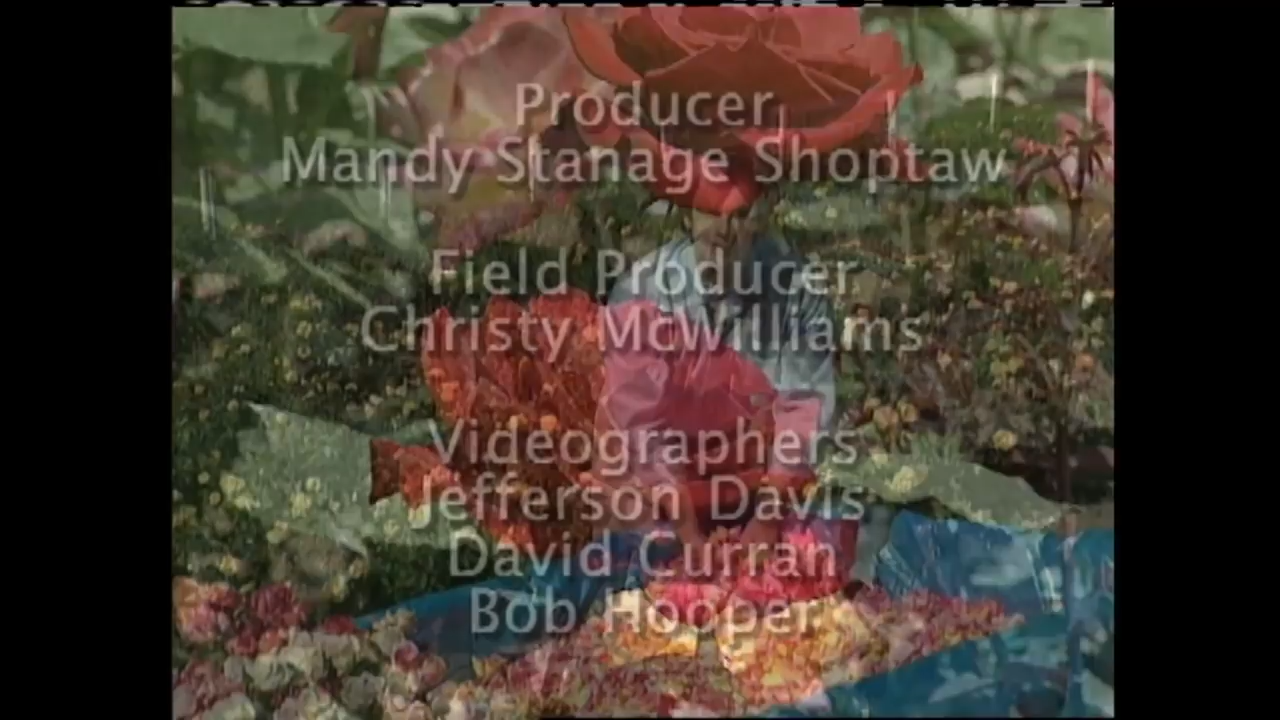 Producer
Mandy Stanage Shoptaw
Field Producer
Christy McWilliams
Videographers
Jefferson Davis
David Curran
Bob Hooper